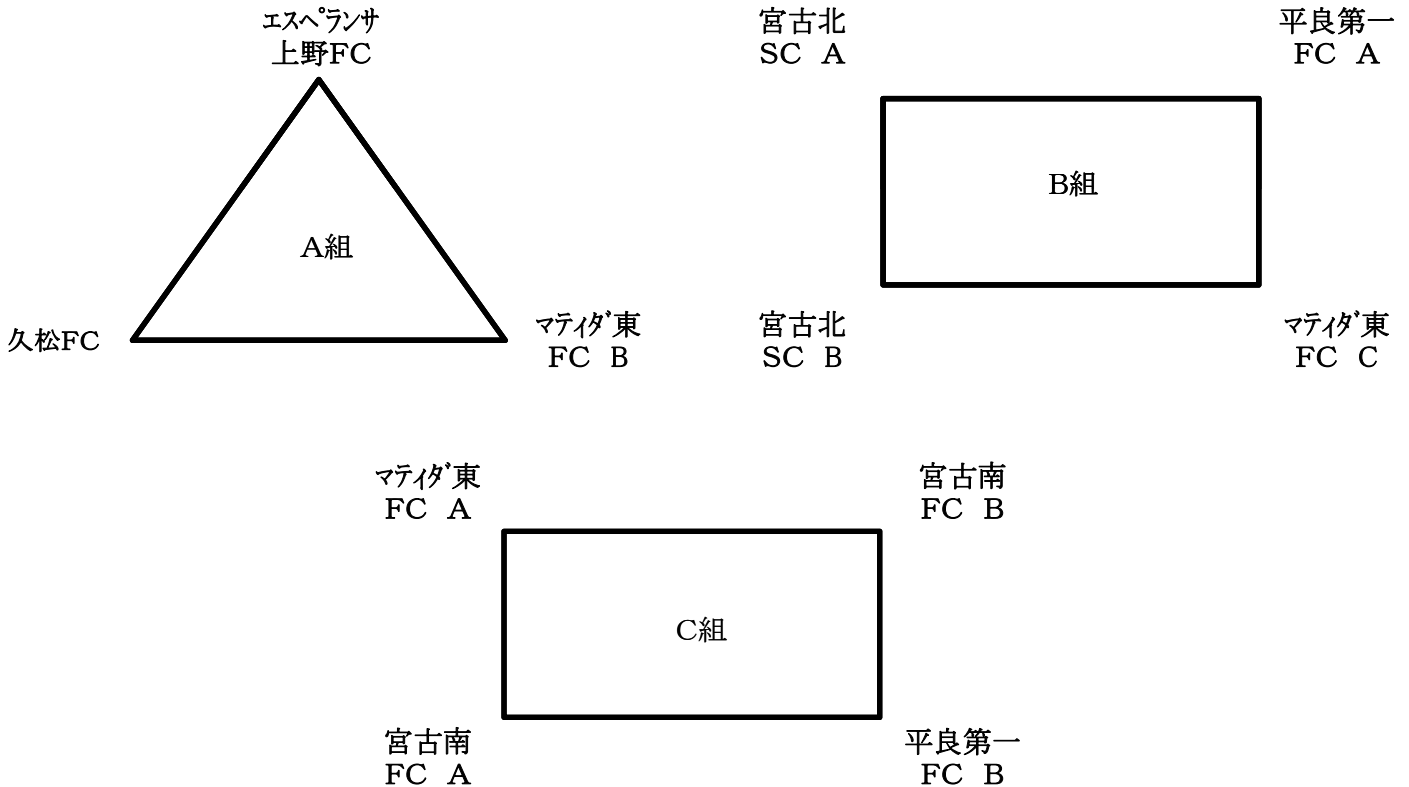 エスペランサ
上野FC
A組
久松FC
マティダ東
FC B
宮古北
SC A
平良第一
FC A
B組
宮古北
SC B
マティダ東
FC C
マティダ東
FC A
宮古南
FC B
C組
宮古南
FC A
平良第一
FC B